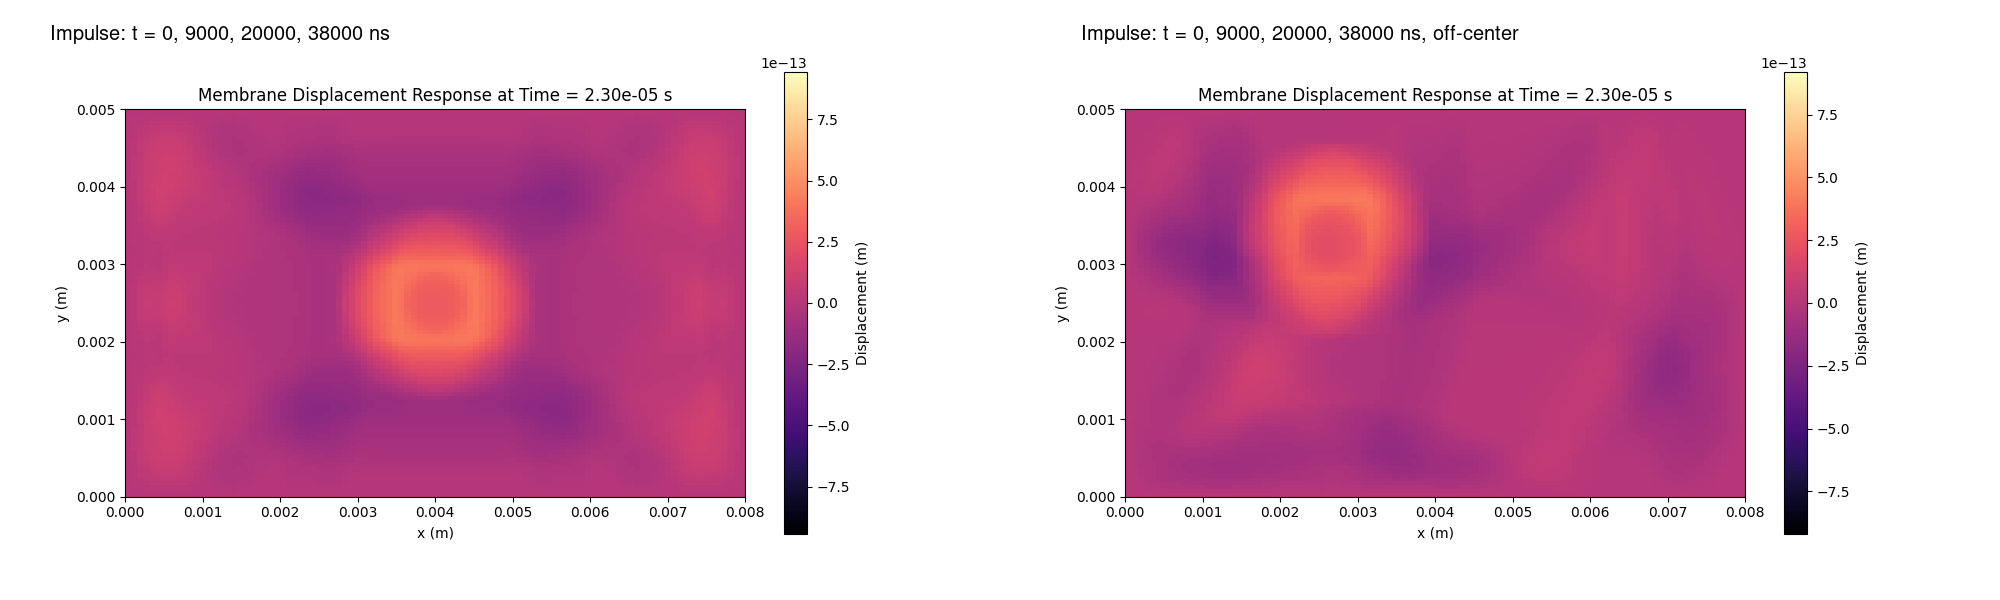 Impulse: t = 0, 9000, 20000, 38000 ns
1e−13
Membrane Displacement Response at Time = 2.30e-05 s
0.005
0.004
0.003
0.002
0.001
0.000
y (m)
0.000 0.001 0.002 0.003 0.004 0.005 0.006 0.007 0.008
x (m)
7.5
5.0
2.5
0.0
−2.5
−5.0
−7.5
Displacement (m)
Impulse: t = 0, 9000, 20000, 38000 ns, off-center
1e−13
Membrane Displacement Response at Time = 2.30e-05 s
0.005
0.004
0.003
0.002
0.001
0.000
y (m)
0.000 0.001 0.002 0.003 0.004 0.005 0.006 0.007 0.008
x (m)
7.5
5.0
2.5
0.0
−2.5
−5.0
−7.5
Displacement (m)